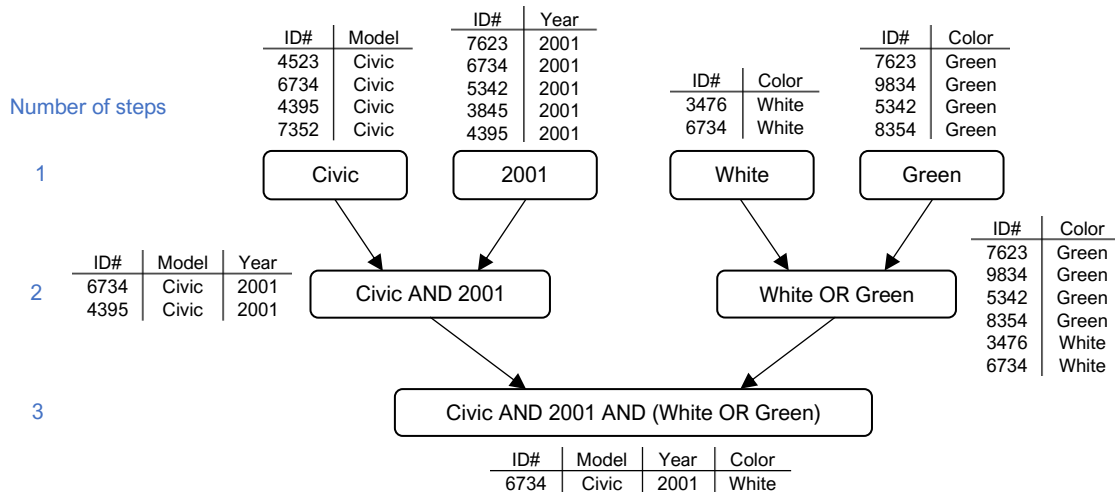 ID# Model
4523 Civic
6734 Civic
4395 Civic
7352 Civic
ID# Year
7623 2001
6734 2001
5342 2001
3845 2001
4395 2001
ID# Color
3476 White
6734 White
ID# Color
7623 Green
9834 Green
5342 Green
8354 Green
Number of steps
1
Civic
2001
White
Green
2
ID# Model Year
6734 Civic 2001
4395 Civic 2001
Civic AND 2001
White OR Green
ID# Color
7623 Green
9834 Green
5342 Green
8354 Green
3476 White
6734 White
3
Civic AND 2001 AND (White OR Green)
ID# Model Year Color
6734 Civic 2001 White